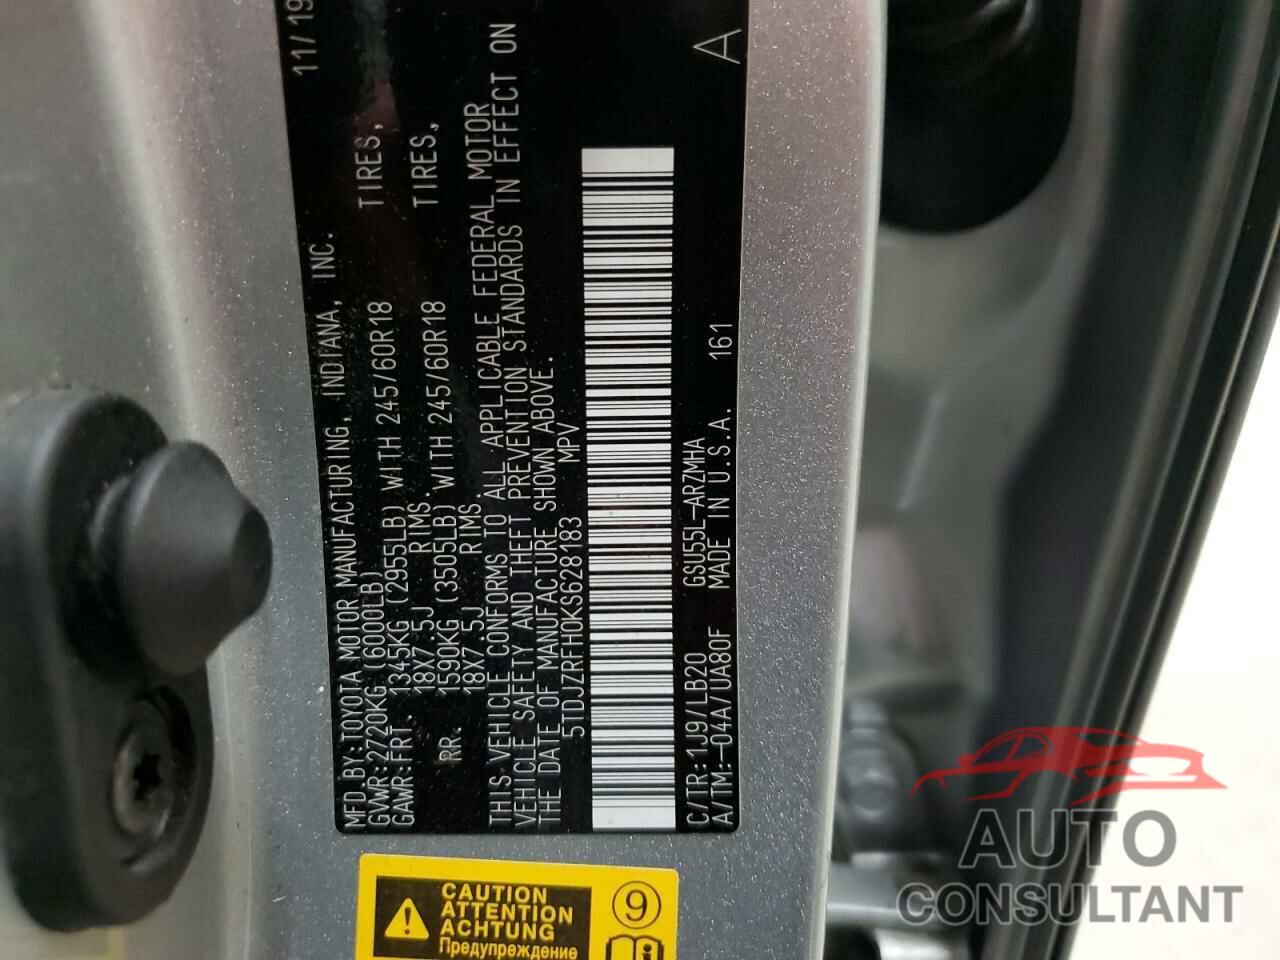 MFD.BY:TOYOTA MOTOR MANUFACTURING, INDIANA, INC. 11/19
GVWR:2720KG(6000LB)
GAWR:FRT. 1345KG (2955LB) WITH 245/60R18 TIRES,
18X7.5J RIMS.
RR. 1590KG (3505LB) WITH 245/60R18 TIRES,
18X7.5J RIMS.
THIS VEHICLE CONFORMS TO ALL APPLICABLE FEDERAL MOTOR
VEHICLE SAFETY AND THEFT PREVENTION STANDARDS IN EFFECT ON
THE DATE OF MANUFACTURE SHOWN ABOVE.
5TDJZRFH0KS628183 MPV
C/TR:1J9/LB20 GSU55L-ARZMHA
A/TM:-04A/UA80F MADE IN U.S.A. 161 A
CAUTION
ATTENTION
ACHTUNG
Предупреждение
9
AUTO
CONSULTANT